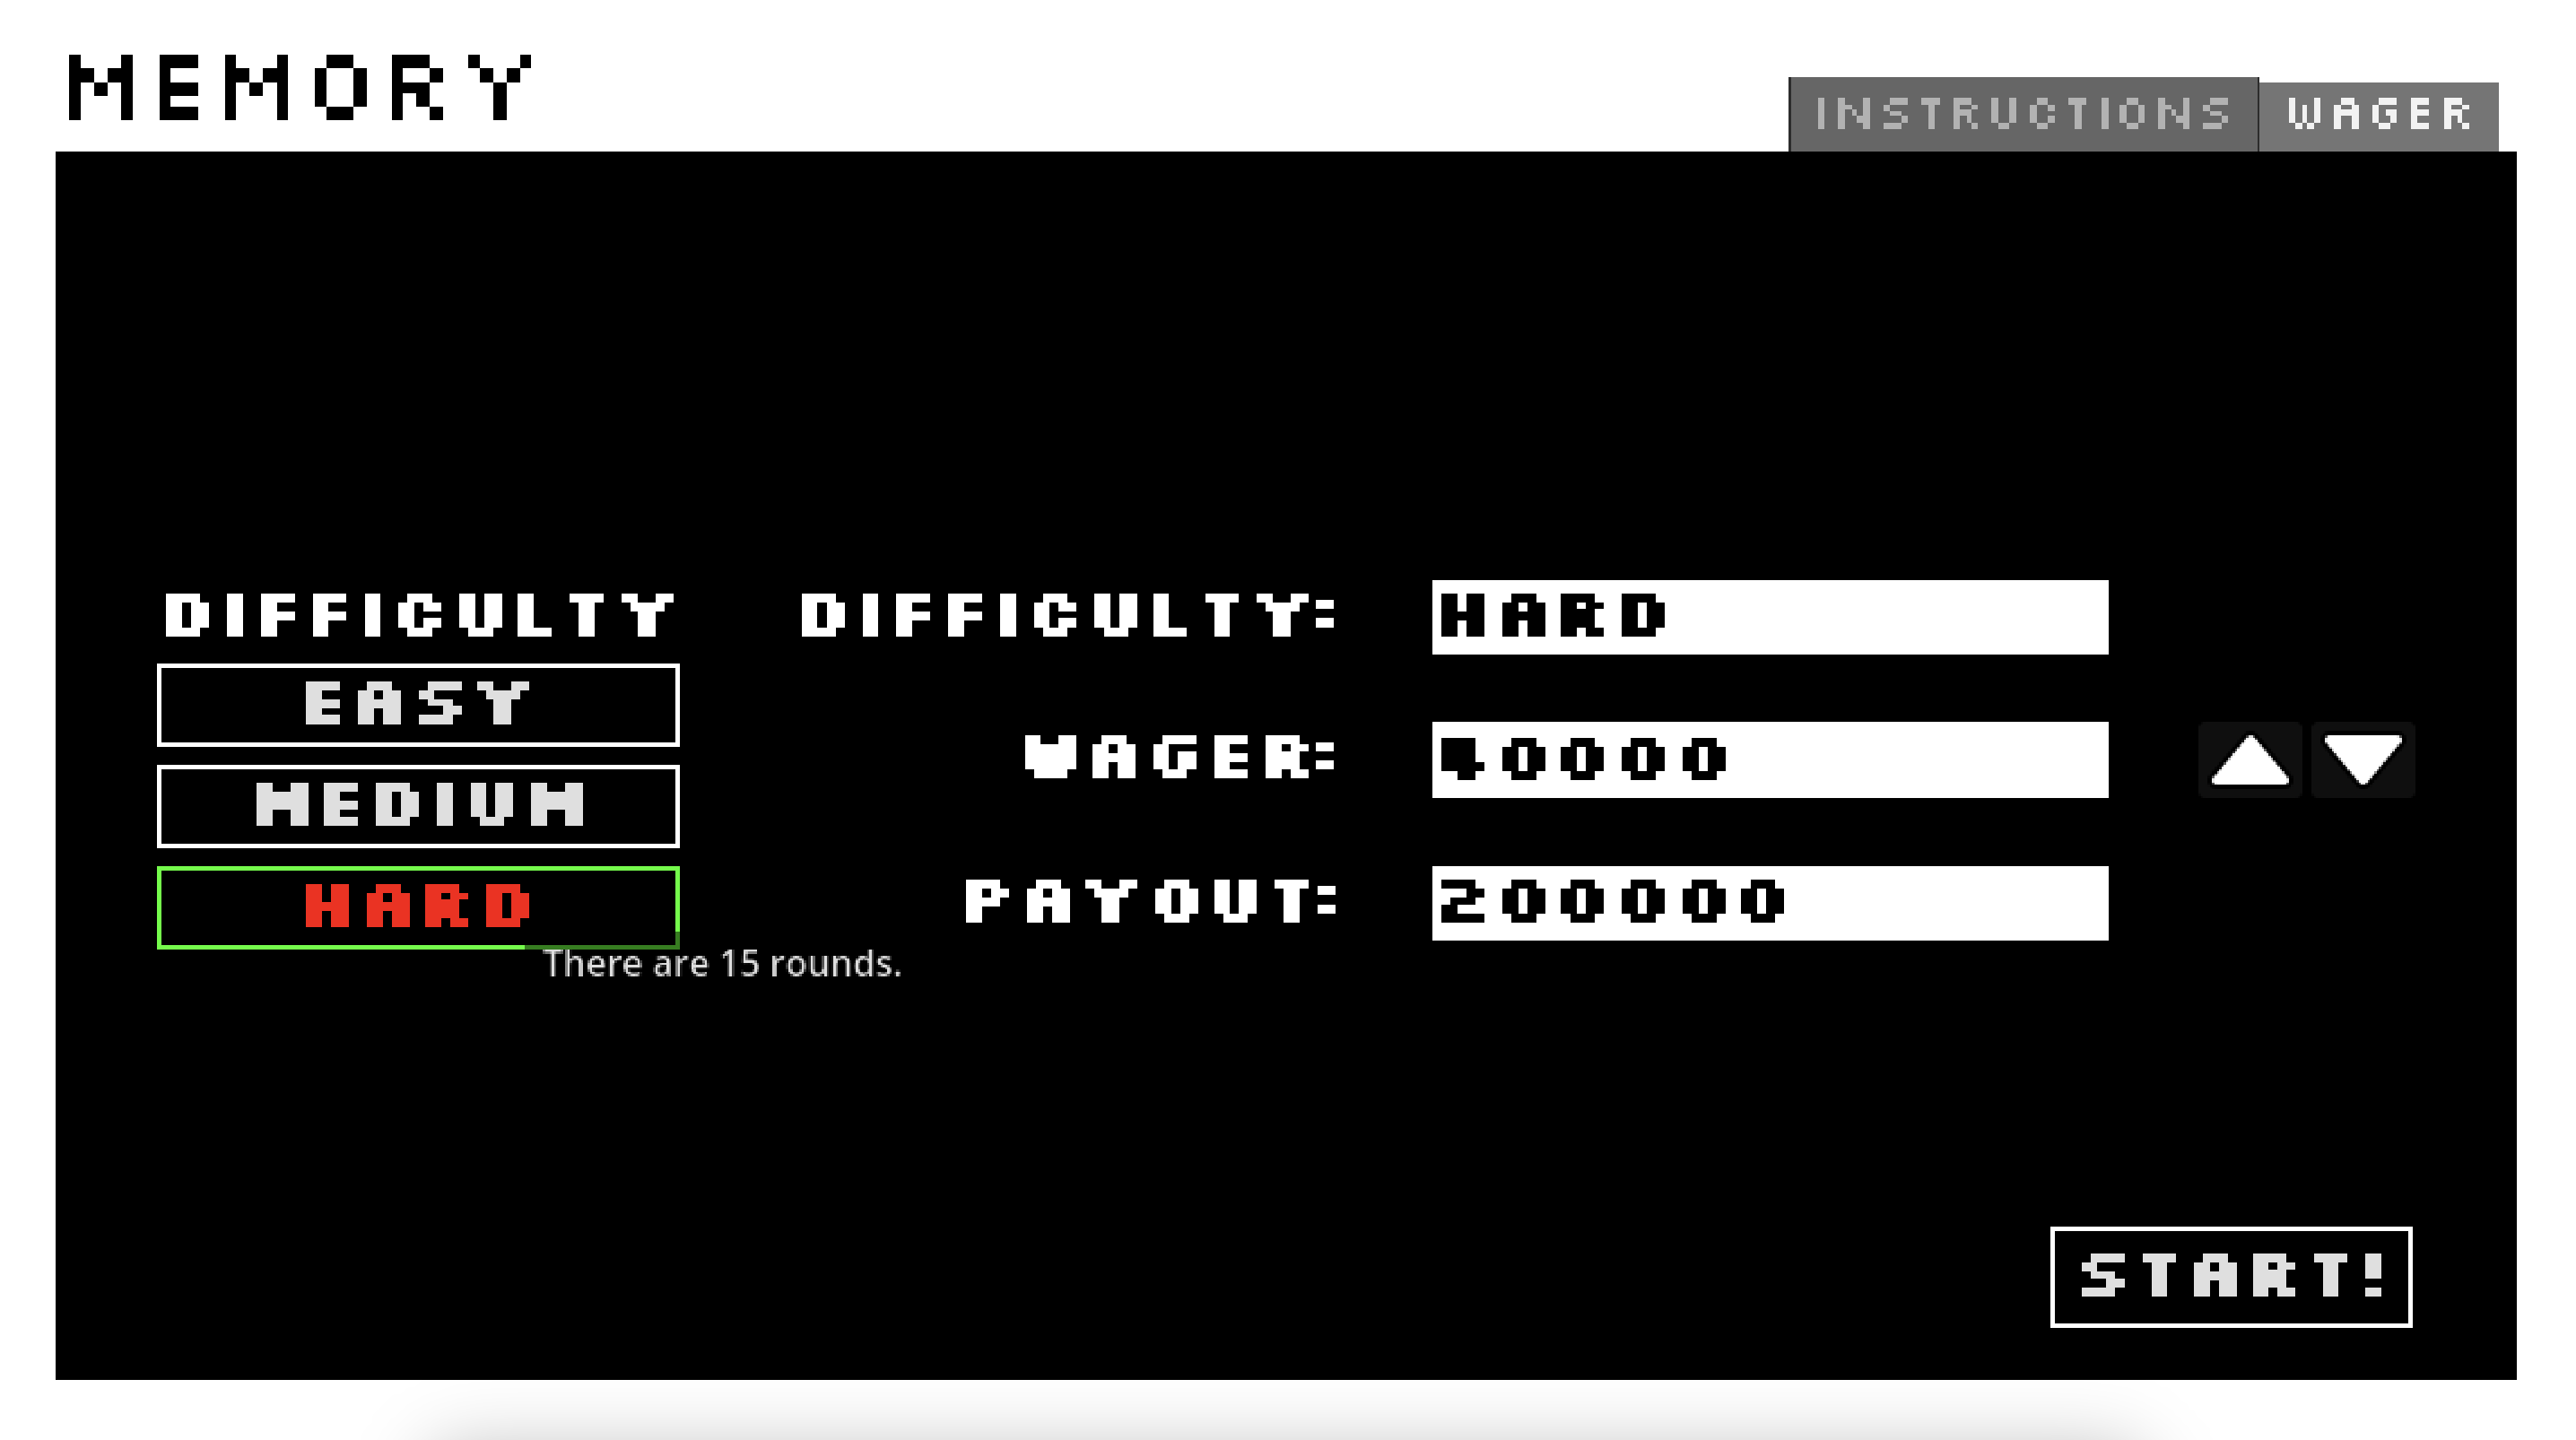 MEMORY
INSTRUCTIONS WAGER
DIFFICULTY
EASY
MEDIUM
HARD
There are 15 rounds.
DIFFICULTY: HARD
WAGER: 40000
PAYOUT: 200000
START!